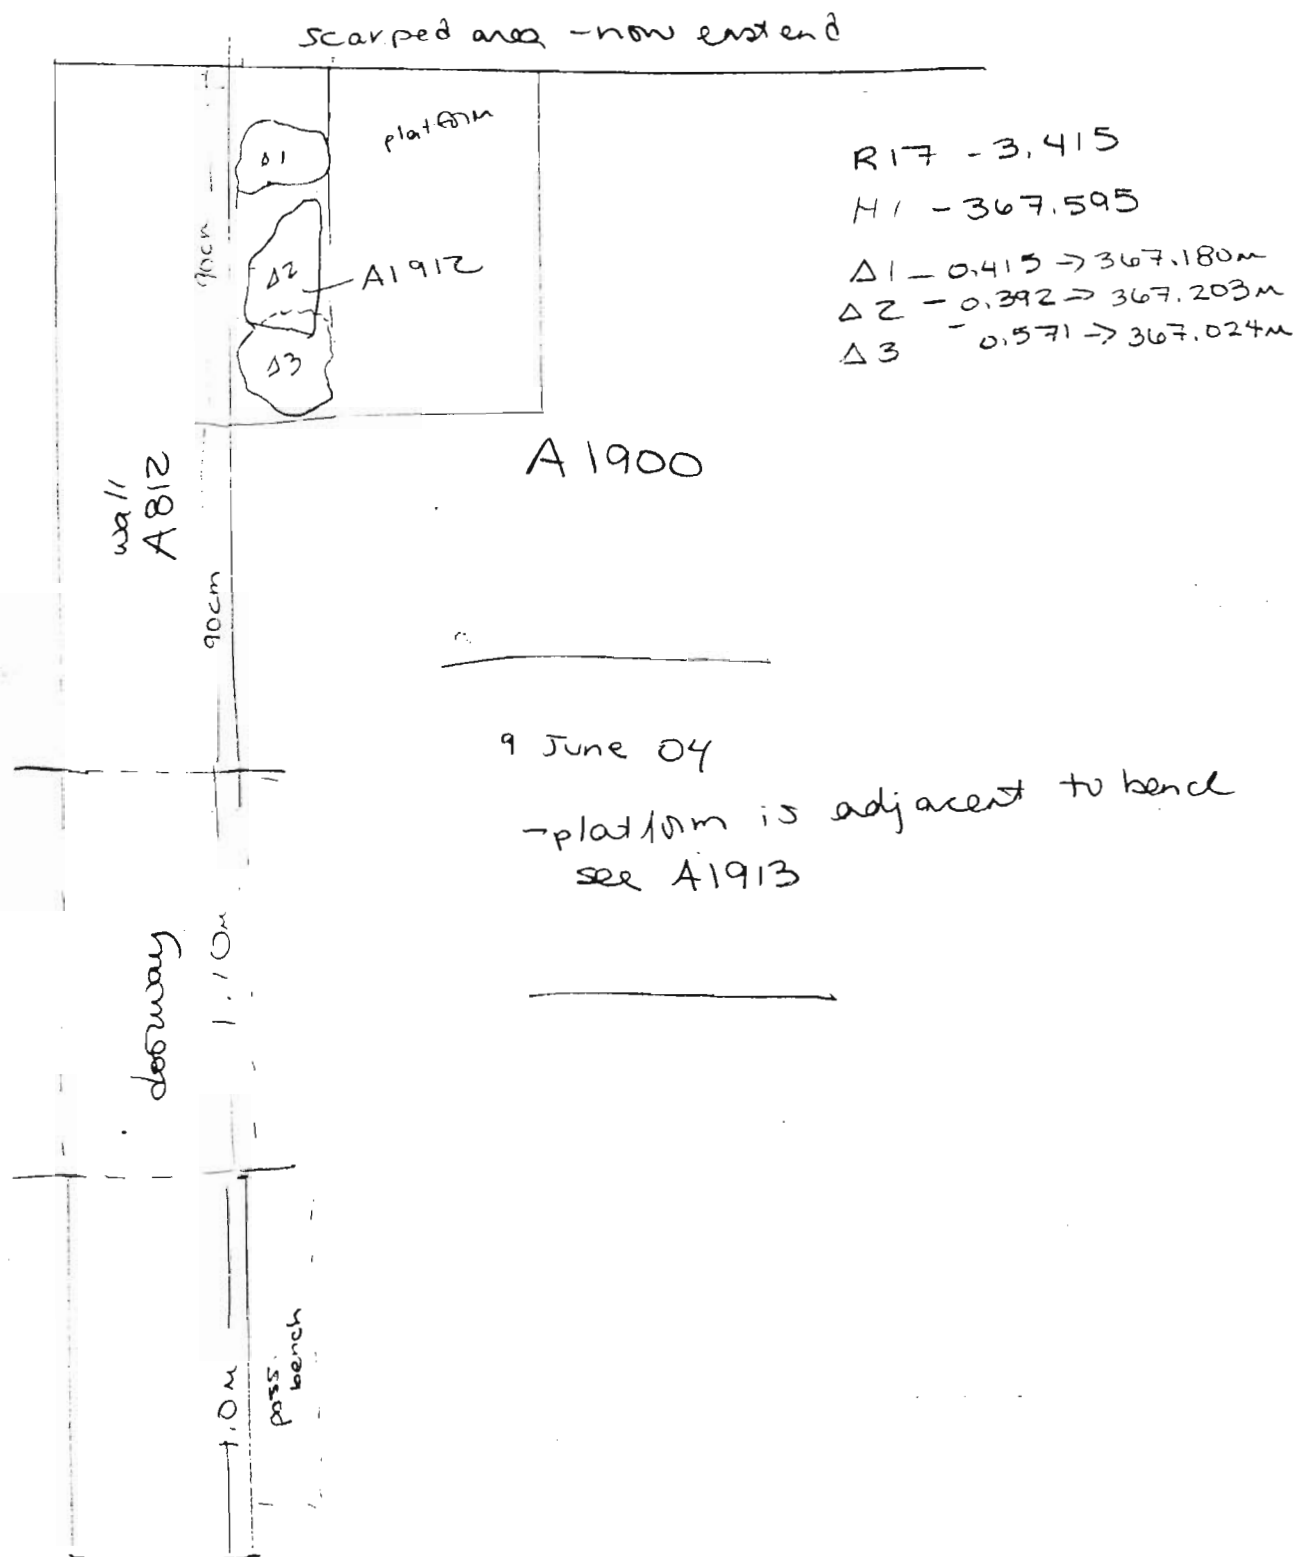 scarped area - now east end
platform
Δ1
R17 - 3.415
HI - 367.595
Δ1 - 0.415 -> 367.180m
Δ2 - 0.392 -> 367.203m
Δ3 - 0.571 -> 367.024m
90cm
Δ2
A1912
Δ3
A1900
wall
A812
90cm
9 June 04
- platform is adjacent to bench
see A1913
doorway
1.10m
1.0m
poss.
bench